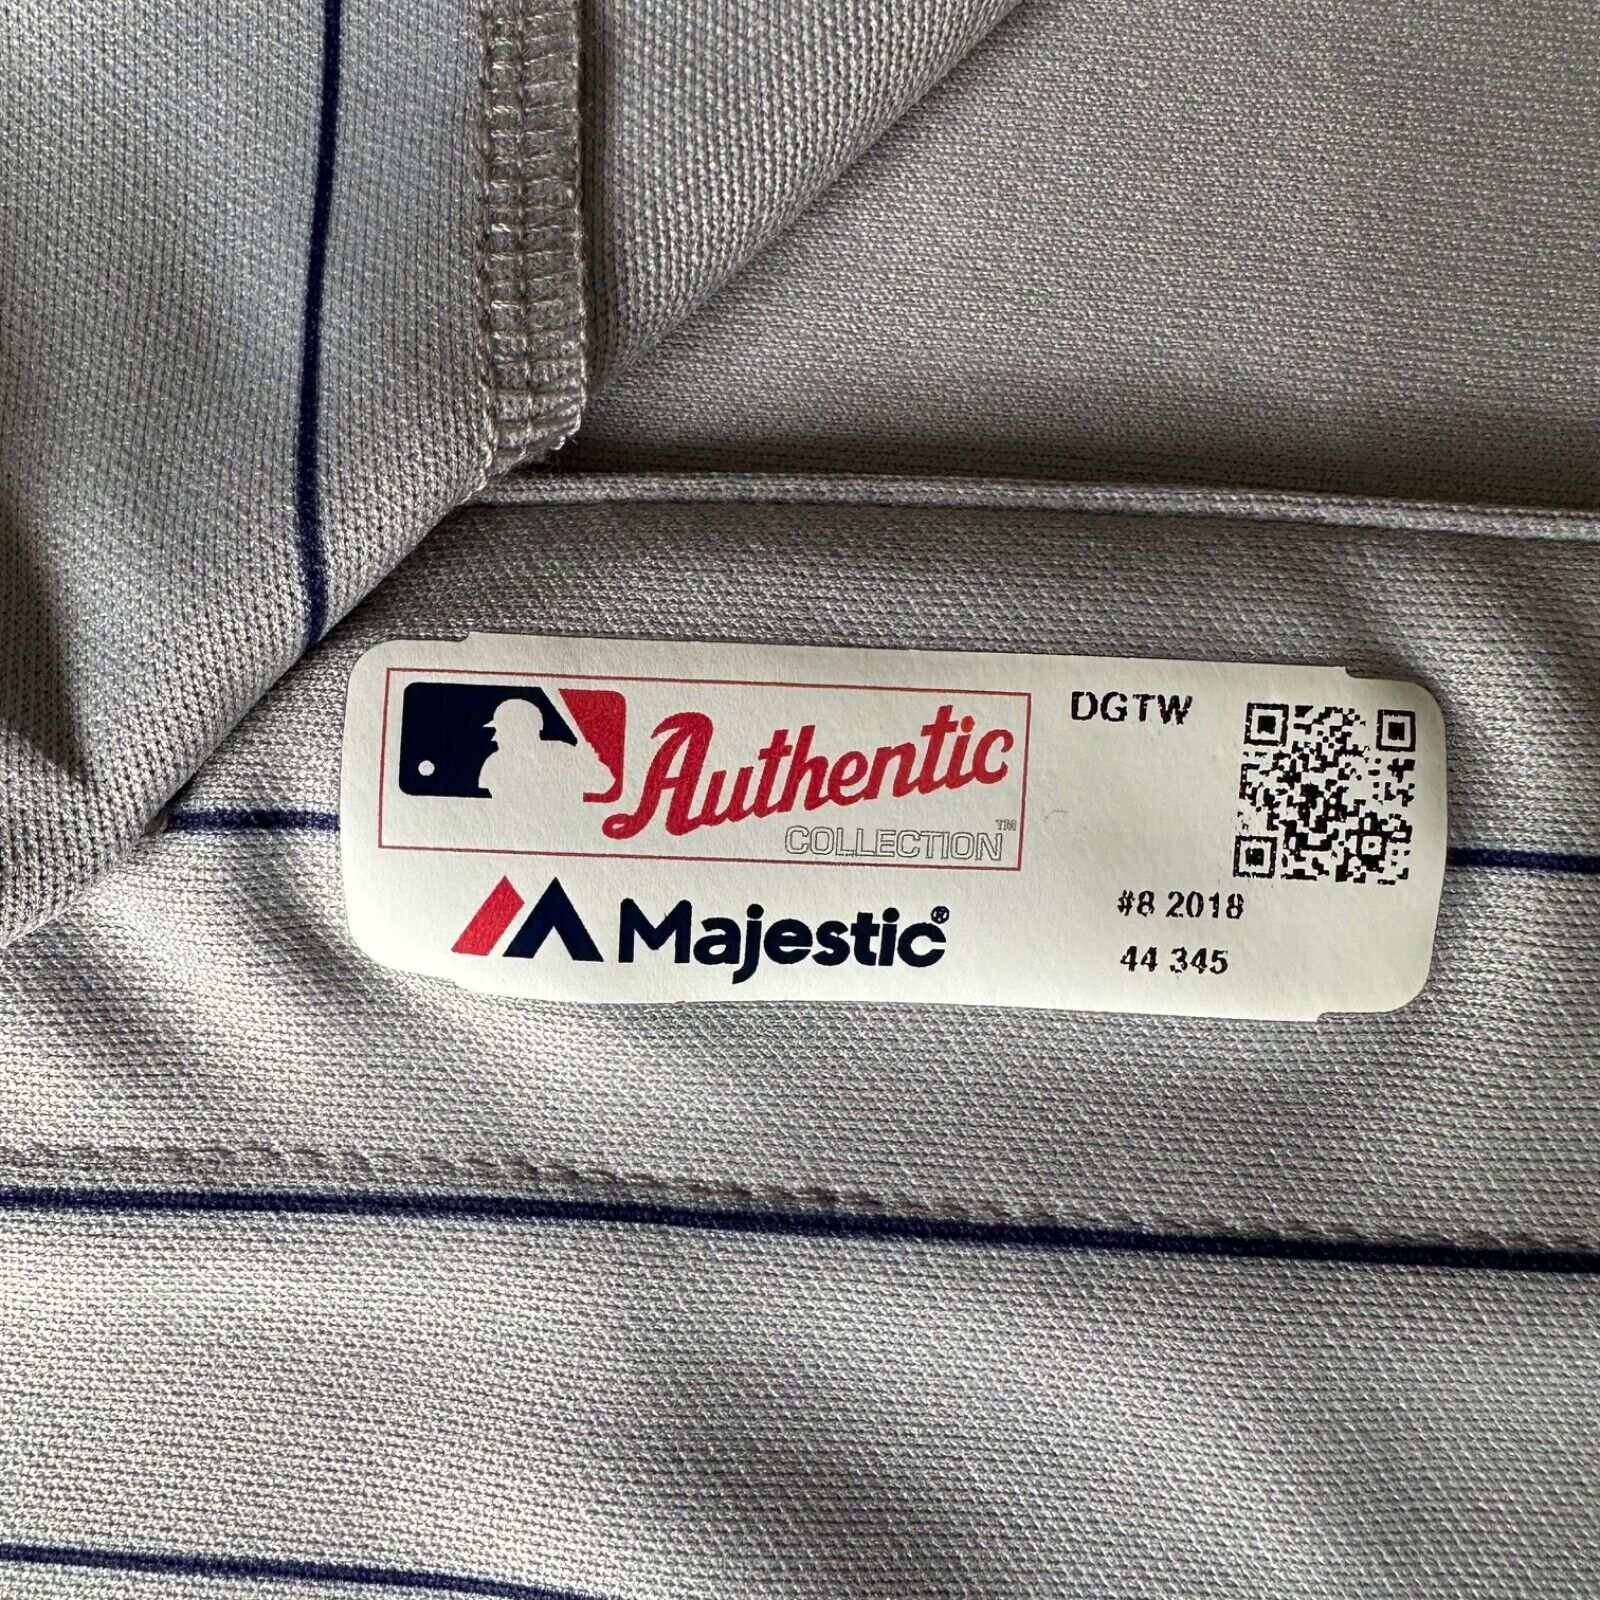 Authentic
COLLECTION™
Majestic®
DGTW
#8 2018
44 345